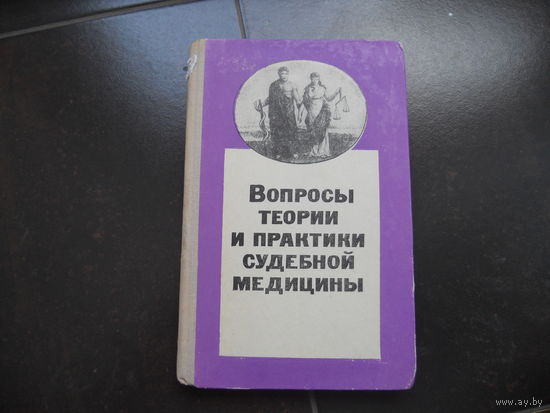 Вопросы
теории
и практики
судебной
медицины
www.ay.by